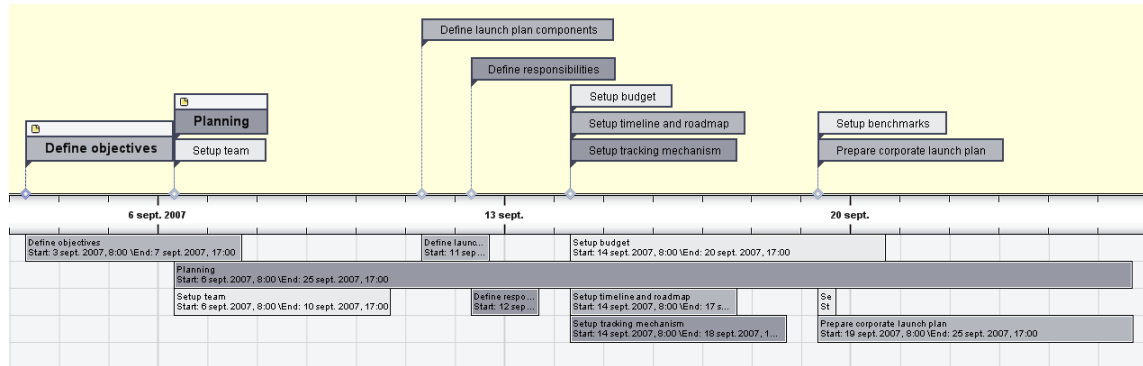 Define launch plan components
Define responsibilities
Setup budget
Planning
Setup timeline and roadmap
Setup benchmarks
Define objectives
Setup team
Setup tracking mechanism
Prepare corporate launch plan
6 sept. 2007
13 sept.
20 sept.
Define objectives
Start: 3 sept. 2007, 8:00 \End: 7 sept. 2007, 17:00
Define launc...
Start: 11 sep...
Setup budget
Start: 14 sept. 2007, 8:00 \End: 20 sept. 2007, 17:00
Planning
Start: 6 sept. 2007, 8:00 \End: 25 sept. 2007, 17:00
Setup team
Start: 6 sept. 2007, 8:00 \End: 10 sept. 2007, 17:00
Define respo...
Start: 12 sep...
Setup timeline and roadmap
Start: 14 sept. 2007, 8:00 \End: 17 s...
Se
St
Setup tracking mechanism
Start: 14 sept. 2007, 8:00 \End: 18 sept. 2007, 1...
Prepare corporate launch plan
Start: 19 sept. 2007, 8:00 \End: 25 sept. 2007, 17:00